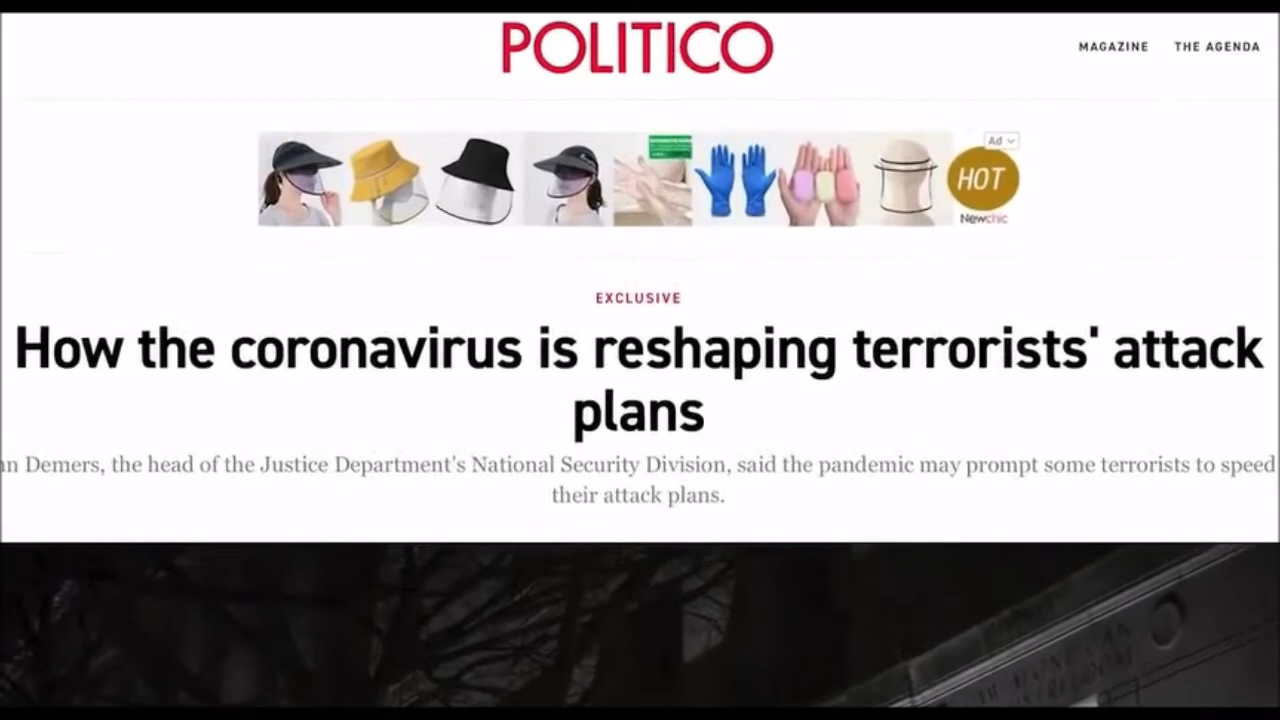 POLITICO
MAGAZINE THE AGENDA
Ad
HOT
Newchic
EXCLUSIVE
How the coronavirus is reshaping terrorists' attack
plans
Demers, the head of the Justice Department's National Security Division, said the pandemic may prompt some terrorists to speed
their attack plans.